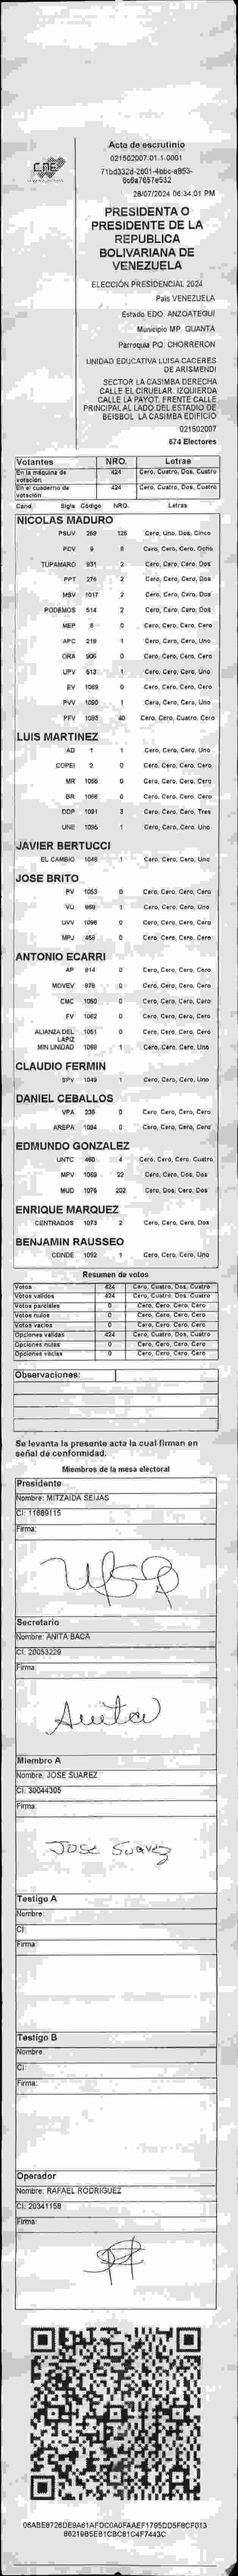 CNE
Acta de escrutinio
021502007.01.1.0001
71bd332d-2601-4bbc-a953-
28/07/2024 06:34:01 PM
PRESIDENTA O
PRESIDENTE DE LA
REPUBLICA
BOLIVARIANA DE
VENEZUELA
ELECCIÓN PRESIDENCIAL 2024
País VENEZUELA
Estado EDO. ANZOATEGUI
Municipio MP. GUANTA
Parroquia PQ. CHORRERON
UNIDAD EDUCATIVA LUISA CACERES
DE ARISMENDI
SECTOR LA CASIMBA DERECHA
CALLE EL CIRUELAR. IZQUIERDA
CALLE LA PAYOT. FRENTE CALLE
PRINCIPAL AL LADO DEL ESTADIO DE
BEISBOL LA CASIMBA EDIFICIO
021502007
674 Electores
Votantes NRO. Letras
En la máquina de votación 424 Cero, Cuatro, Dos, Cuatro
En el cuaderno de votación 424 Cero, Cuatro, Dos, Cuatro
Cand. Sigla Código NRO. Letras
NICOLAS MADURO
PSUV 269 125 Cero, Uno, Dos, Cinco
PCV 9 8 Cero, Cero, Cero, Ocho
TUPAMARO 931 2 Cero, Cero, Cero, Dos
PPT 276 2 Cero, Cero, Cero, Dos
MSV 1017 2 Cero, Cero, Cero, Dos
PODEMOS 514 2 Cero, Cero, Cero, Dos
MEP 6 0 Cero, Cero, Cero, Cero
APC 219 1 Cero, Cero, Cero, Uno
ORA 906 0 Cero, Cero, Cero, Cero
UPV 613 1 Cero, Cero, Cero, Uno
EV 1089 0 Cero, Cero, Cero, Cero
PVV 1090 1 Cero, Cero, Cero, Uno
PFV 1093 40 Cero, Cero, Cuatro, Cero
LUIS MARTINEZ
AD 1 1 Cero, Cero, Cero, Uno
COPEI 2 0 Cero, Cero, Cero, Cero
MR 1066 0 Cero, Cero, Cero, Cero
BR 1056 0 Cero, Cero, Cero, Cero
DDP 1081 3 Cero, Cero, Cero, Tres
UNE 1095 1 Cero, Cero, Cero, Uno
JAVIER BERTUCCI
EL CAMBIO 1048 1 Cero, Cero, Cero, Uno
JOSE BRITO
PV 1053 0 Cero, Cero, Cero, Cero
VU 969 1 Cero, Cero, Cero, Uno
UVV 1096 0 Cero, Cero, Cero, Cero
MPJ 458 0 Cero, Cero, Cero, Cero
ANTONIO ECARRI
AP 814 0 Cero, Cero, Cero, Cero
MOVEV 978 0 Cero, Cero, Cero, Cero
CMC 1080 0 Cero, Cero, Cero, Cero
FV 1062 0 Cero, Cero, Cero, Cero
ALIANZA DEL LAPIZ 1051 0 Cero, Cero, Cero, Cero
MIN UNIDAD 1068 1 Cero, Cero, Cero, Uno
CLAUDIO FERMIN
SPV 1049 1 Cero, Cero, Cero, Uno
DANIEL CEBALLOS
VPA 336 0 Cero, Cero, Cero, Cero
AREPA 1094 0 Cero, Cero, Cero, Cero
EDMUNDO GONZALEZ
UNTC 460 4 Cero, Cero, Cero, Cuatro
MPV 1069 22 Cero, Cero, Dos, Dos
MUD 1076 202 Cero, Dos, Cero, Dos
ENRIQUE MARQUEZ
CENTRADOS 1073 2 Cero, Cero, Cero, Dos
BENJAMIN RAUSSEO
CONDE 1092 1 Cero, Cero, Cero, Uno
Resumen de votos
Votos 424 Cero, Cuatro, Dos, Cuatro
Votos validos 424 Cero, Cuatro, Dos, Cuatro
Votos parciales 0 Cero, Cero, Cero, Cero
Votos nulos 0 Cero, Cero, Cero, Cero
Votos vacios 0 Cero, Cero, Cero, Cero
Opciones validas 424 Cero, Cuatro, Dos, Cuatro
Opciones nulas 0 Cero, Cero, Cero, Cero
Opciones vacias 0 Cero, Cero, Cero, Cero
Observaciones:
Se levanta la presente acta la cual firman en
señal de conformidad.
Miembros de la mesa electoral
Presidente
Nombre: MITZAIDA SEIJAS
CI: 11689115
Firma:
Secretario
Nombre: ANITA BACA
CI: 20053229
Firma:
Anita
Miembro A
Nombre: JOSE SUAREZ
CI: 30044305
Firma:
Jose Suarez
Testigo A
Nombre:
CI:
Firma:
Testigo B
Nombre:
CI:
Firma:
Operador
Nombre: RAFAEL RODRIGUEZ
CI: 20341158
Firma: